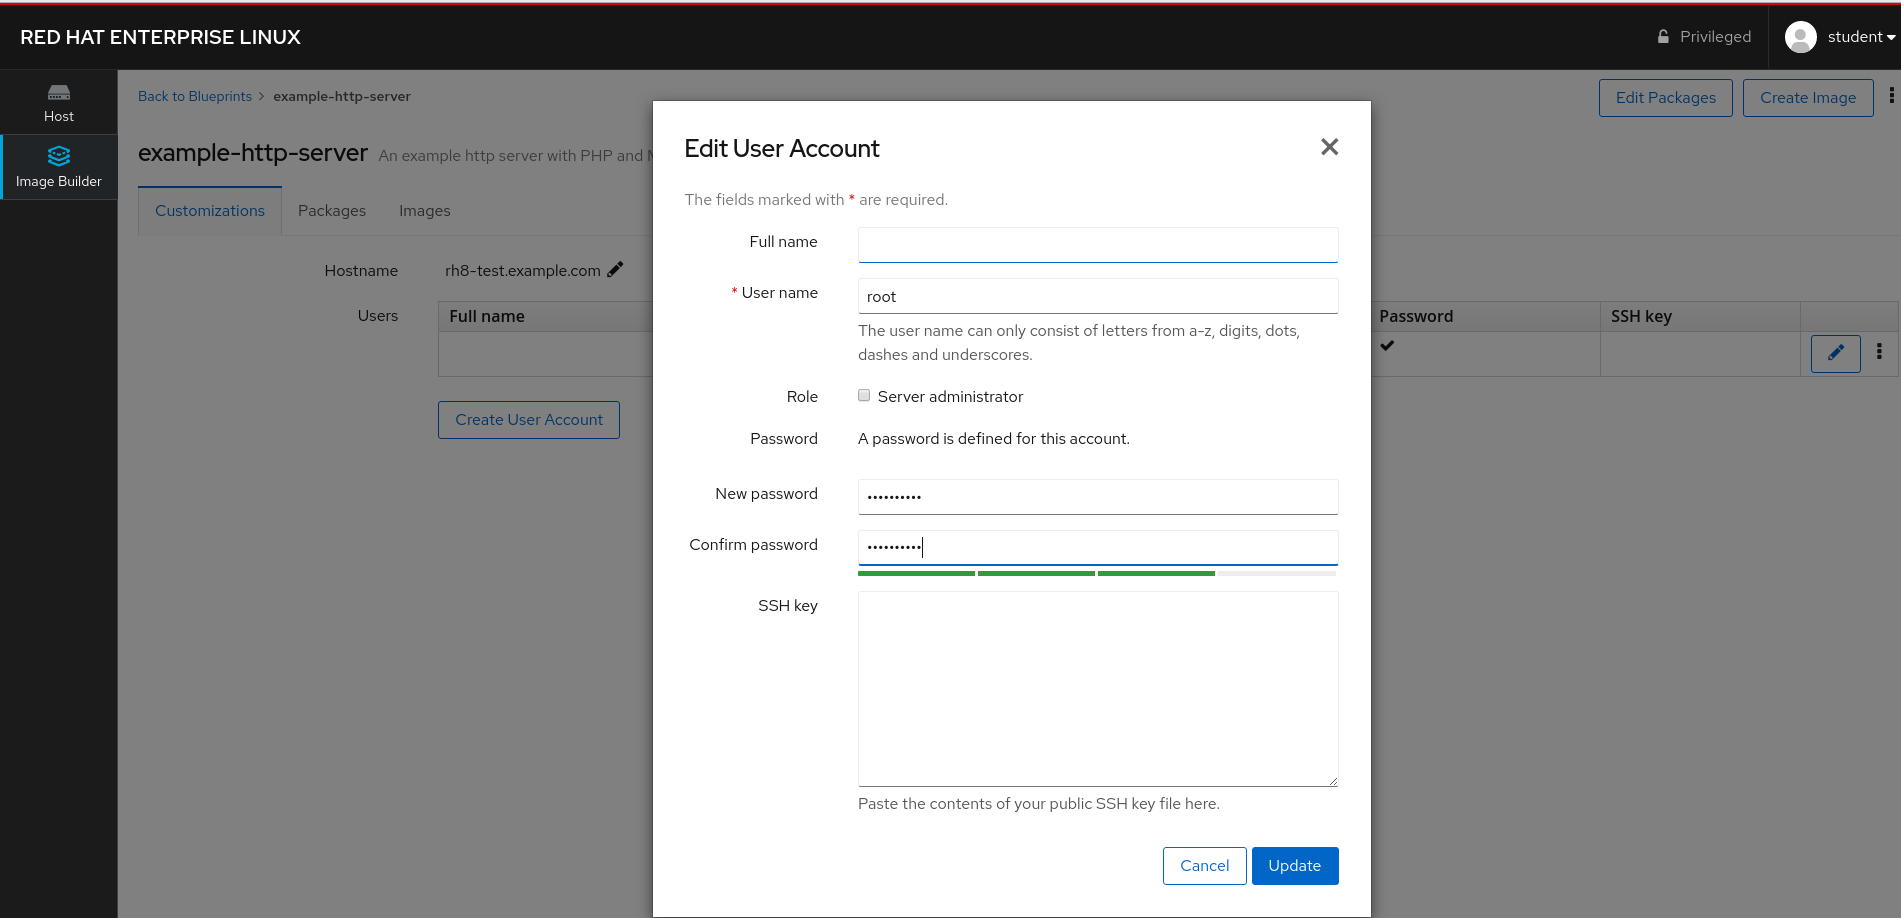 RED HAT ENTERPRISE LINUX
Privileged
student
Host
Image Builder
Back to Blueprints > example-http-server
Edit Packages
Create Image
example-http-server An example http server with PHP and
Customizations
Packages
Images
Hostname
rh8-test.example.com
Users
Full name
Password
SSH key
Create User Account
Edit User Account
The fields marked with * are required.
Full name
* User name
root
The user name can only consist of letters from a-z, digits, dots,
dashes and underscores.
Role
Server administrator
Password
A password is defined for this account.
New password
••••••••••
Confirm password
••••••••••
SSH key
Paste the contents of your public SSH key file here.
Cancel
Update